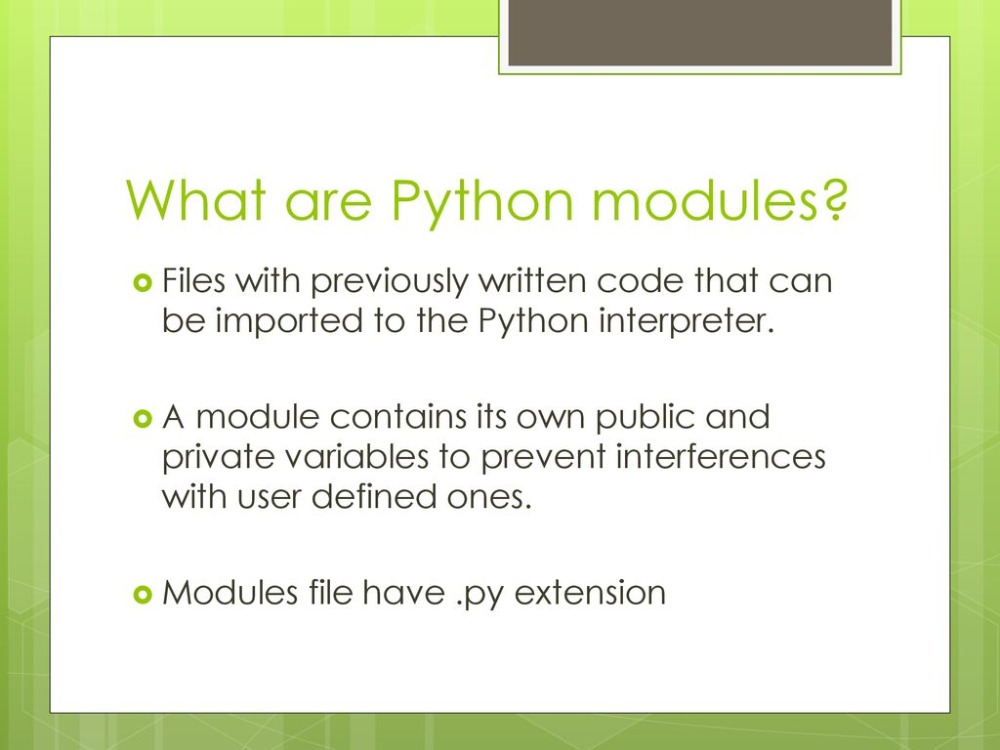 What are Python modules?
Files with previously written code that can
be imported to the Python interpreter.
A module contains its own public and
private variables to prevent interferences
with user defined ones.
Modules file have .py extension